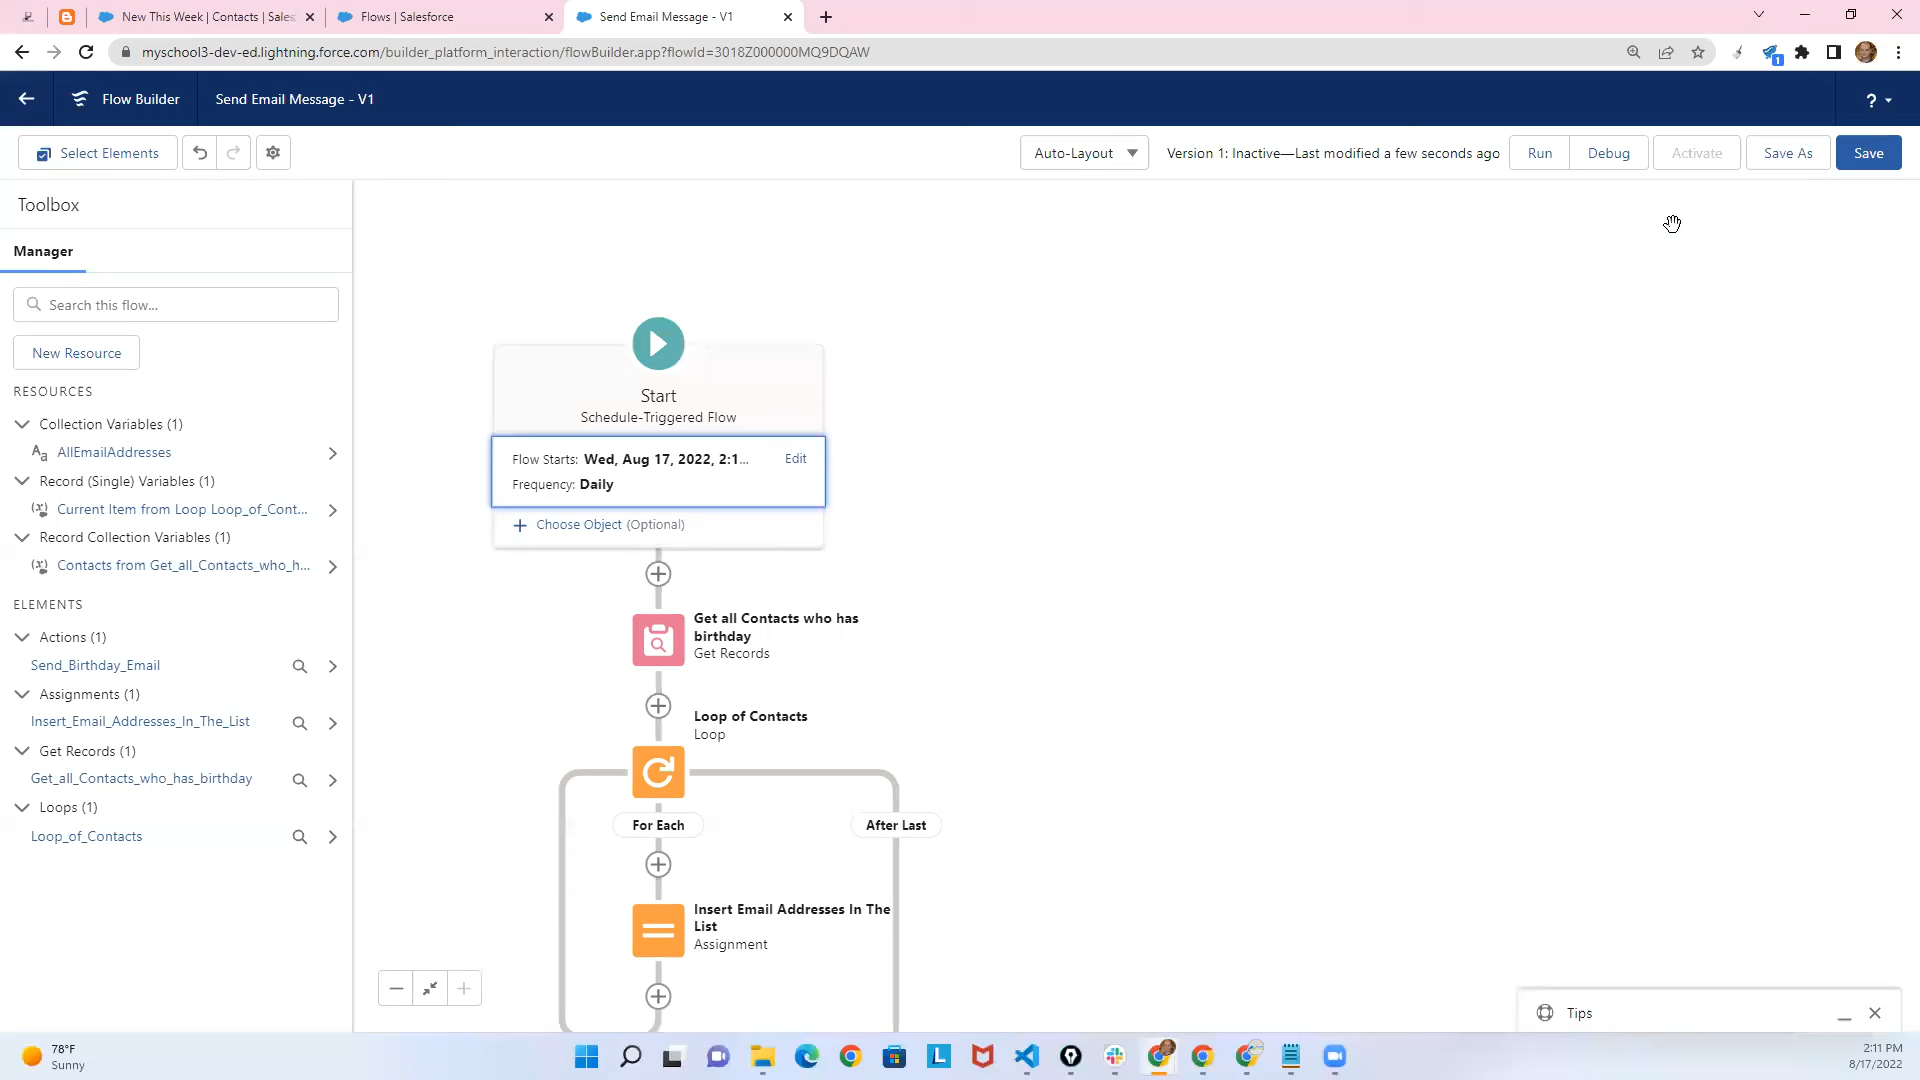 New This Week | Contacts | Sales
Flows | Salesforce
Send Email Message - V1
myschool3-dev-ed.lightning.force.com/builder_platform_interaction/flowBuilder.app?flowId=3018Z000000MQ9DQAW
1
Flow Builder
Send Email Message - V1
?
Select Elements
Auto-Layout
Version 1: Inactive—Last modified a few seconds ago
Run
Debug
Activate
Save As
Save
Toolbox
Manager
Search this flow...
New Resource
RESOURCES
Collection Variables (1)
AllEmailAddresses
Record (Single) Variables (1)
Current Item from Loop Loop_of_Cont...
Record Collection Variables (1)
Contacts from Get_all_Contacts_who_h...
ELEMENTS
Actions (1)
Send_Birthday_Email
Assignments (1)
Insert_Email_Addresses_In_The_List
Get Records (1)
Get_all_Contacts_who_has_birthday
Loops (1)
Loop_of_Contacts
Start
Schedule-Triggered Flow
Flow Starts: Wed, Aug 17, 2022, 2:1...
Edit
Frequency: Daily
Choose Object (Optional)
Get all Contacts who has
birthday
Get Records
Loop of Contacts
Loop
For Each
After Last
Insert Email Addresses In The
List
Assignment
Tips
78°F
Sunny
2:11 PM
8/17/2022